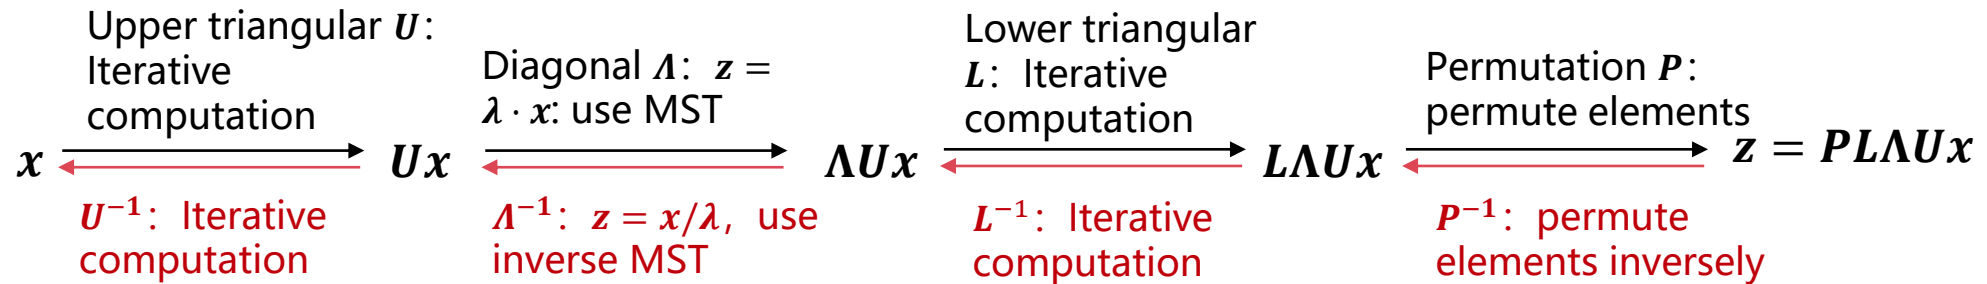 Upper triangular U:
Iterative
computation
Diagonal Λ: z =
λ · x: use MST
Lower triangular
L: Iterative
computation
Permutation P:
permute elements
x
Ux
ΛUx
LΛUx
z = PLΛUx
U⁻¹: Iterative
computation
Λ⁻¹: z = x/λ, use
inverse MST
L⁻¹: Iterative
computation
P⁻¹: permute
elements inversely